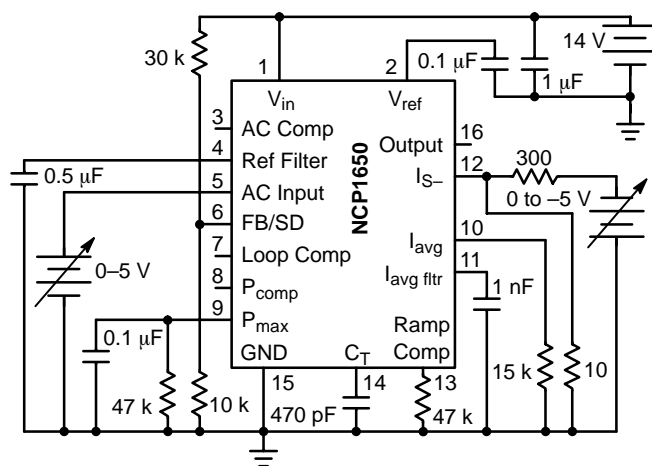 14 V
30 k
0.1 μF
1 μF
1
2
Vin
Vref
3
AC Comp
Output
16
4
Ref Filter
12
300
0.5 μF
IS–
5
AC Input
0 to –5 V
6
FB/SD
NCP1650
Iavg
10
7
Loop Comp
0–5 V
Iavg fltr
11
8
Pcomp
1 nF
9
Pmax
0.1 μF
Ramp
Comp
GND
CT
15
14
13
15 k
10
47 k
10 k
470 pF
47 k